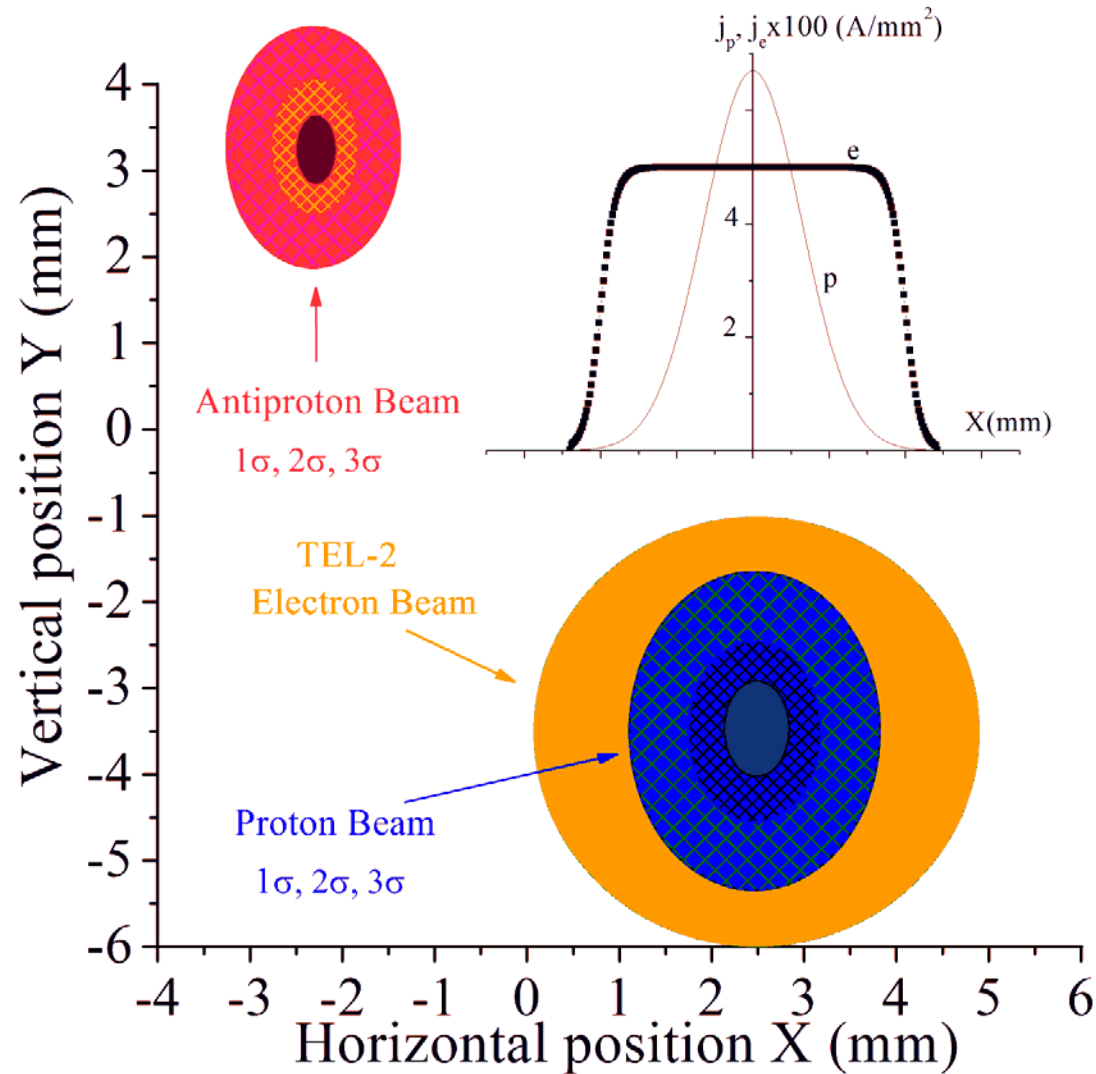 j_p, j_e x100 (A/mm²)
e
4
p
2
X(mm)
Antiproton Beam
1σ, 2σ, 3σ
TEL-2
Electron Beam
Proton Beam
1σ, 2σ, 3σ
Vertical position Y (mm)
4
3
2
1
0
-1
-2
-3
-4
-5
-6
-4 -3 -2 -1 0 1 2 3 4 5 6
Horizontal position X (mm)